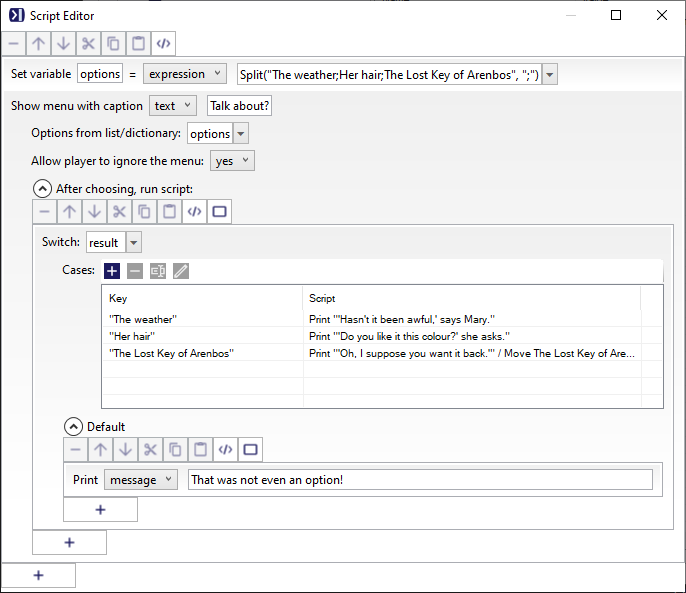 Script Editor
Set variable options = expression Split("The weather;Her hair;The Lost Key of Arenbos", ";")
Show menu with caption text Talk about?
Options from list/dictionary: options
Allow player to ignore the menu: yes
After choosing, run script:
Switch: result
Cases:
Key Script
"The weather" Print "'Hasn't it been awful,' says Mary."
"Her hair" Print "'Do you like it this colour?' she asks."
"The Lost Key of Arenbos" Print "'Oh, I suppose you want it back.'" / Move The Lost Key of Are...
Default
Print message That was not even an option!